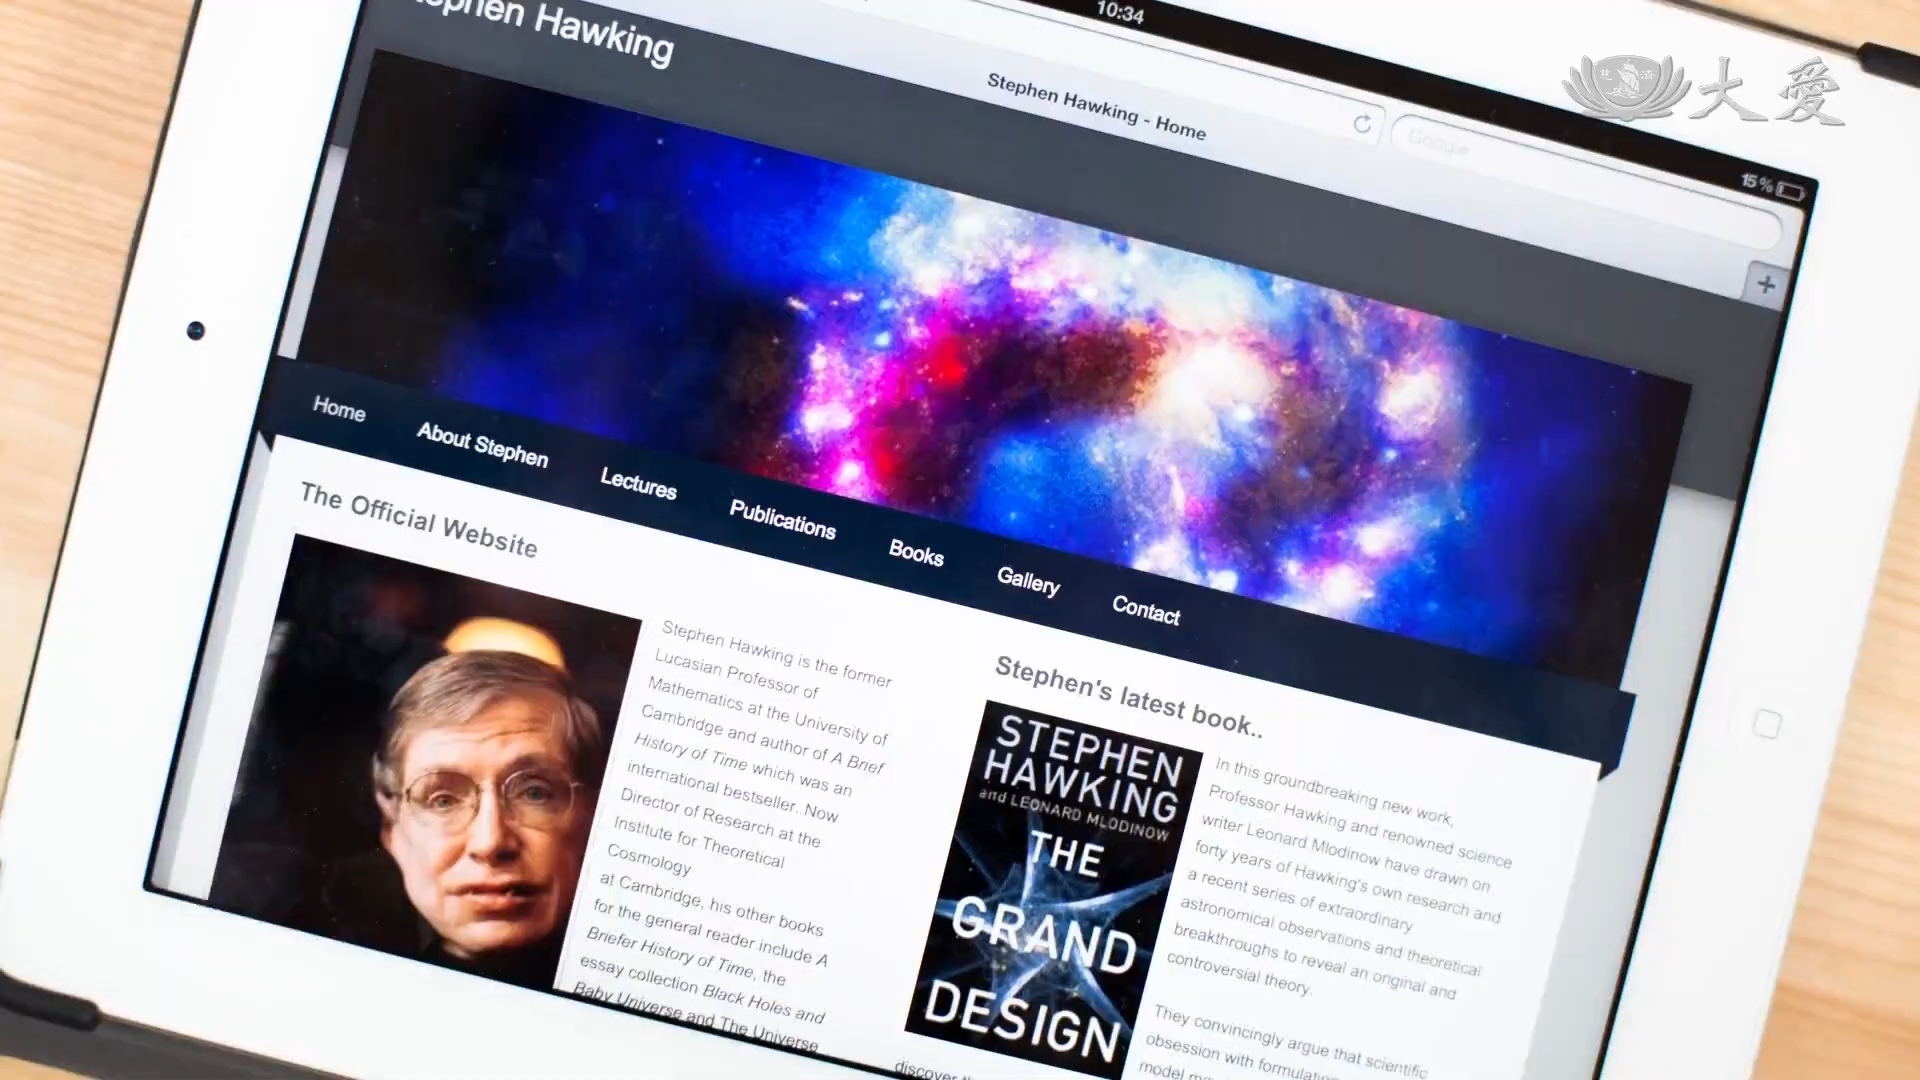 10:34
大愛
Stephen Hawking
Stephen Hawking - Home
Google
15%
Home
About Stephen
Lectures
Publications
Books
Gallery
Contact
The Official Website
Stephen Hawking is the former
Lucasian Professor of
Mathematics at the University of
Cambridge and author of A Brief
History of Time which was an
international bestseller. Now
Director of Research at the
Institute for Theoretical
Cosmology
at Cambridge, his other books
for the general reader include A
Briefer History of Time, the
essay collection Black Holes and
Baby Universe and The Universe
Stephen's latest book..
STEPHEN
HAWKING
and LEONARD MLODINOW
THE
GRAND
DESIGN
In this groundbreaking new work,
Professor Hawking and renowned science
writer Leonard Mlodinow have drawn on
forty years of Hawking's own research and
a recent series of extraordinary
astronomical observations and theoretical
breakthroughs to reveal an original and
controversial theory.
They convincingly argue that scientific
obsession with
model
discover